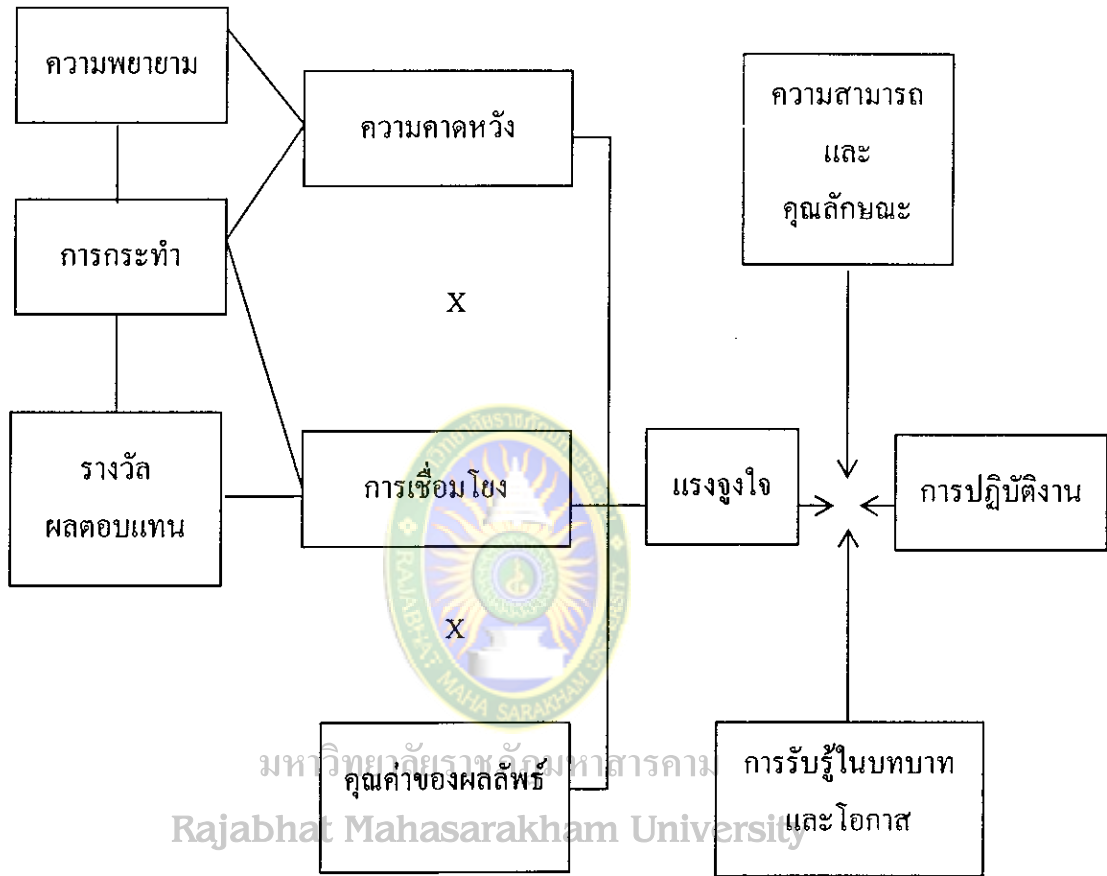 ความพยายาม
ความคาดหวัง
ความสามารถ
และ
คุณลักษณะ
การกระทำ
X
รางวัล
ผลตอบแทน
การเชื่อมโยง
แรงจูงใจ
การปฏิบัติงาน
X
คุณค่าของผลลัพธ์
การรับรู้ในบทบาท
และโอกาส
RAJABHAT MAHA SARAKHAM UNIVERSITY
มหาวิทยาลัยราชภัฏมหาสารคาม
Rajabhat Mahasarakham University